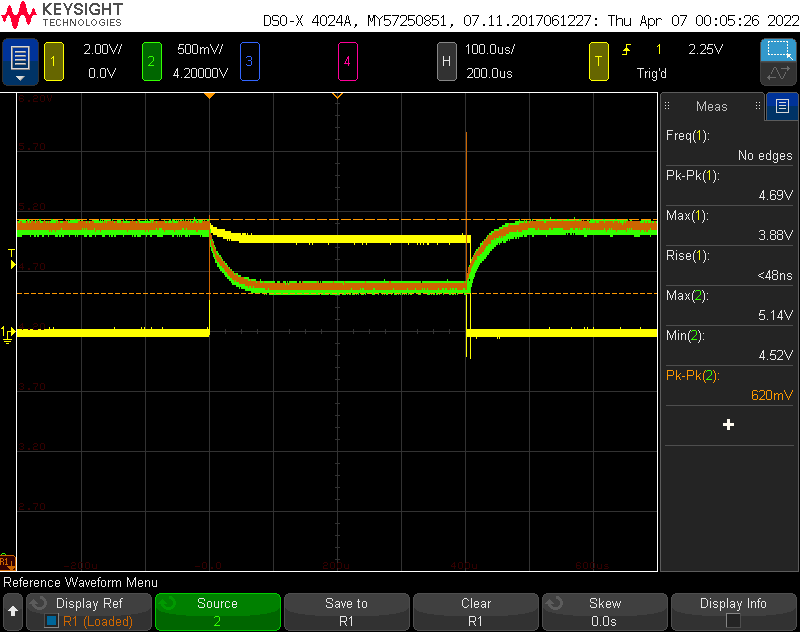 KEYSIGHT
TECHNOLOGIES
DSO-X 4024A, MY57250851, 07.11.2017061227: Thu Apr 07 00:05:26 2022
1 2.00V/ 2 500mV/ 3 4 H 100.0us/ T 1 2.25V
0.0V 4.20000V 200.0us Trig'd
Meas
Freq(1):
No edges
Pk-Pk(1):
4.69V
Max(1):
3.88V
Rise(1):
<48ns
Max(2):
5.14V
Min(2):
4.52V
Pk-Pk(2):
620mV
T
1
R1
200u
Reference Waveform Menu
Display Ref Source Save to Clear Skew Display Info
R1 (Loaded) 2 R1 R1 0.0s